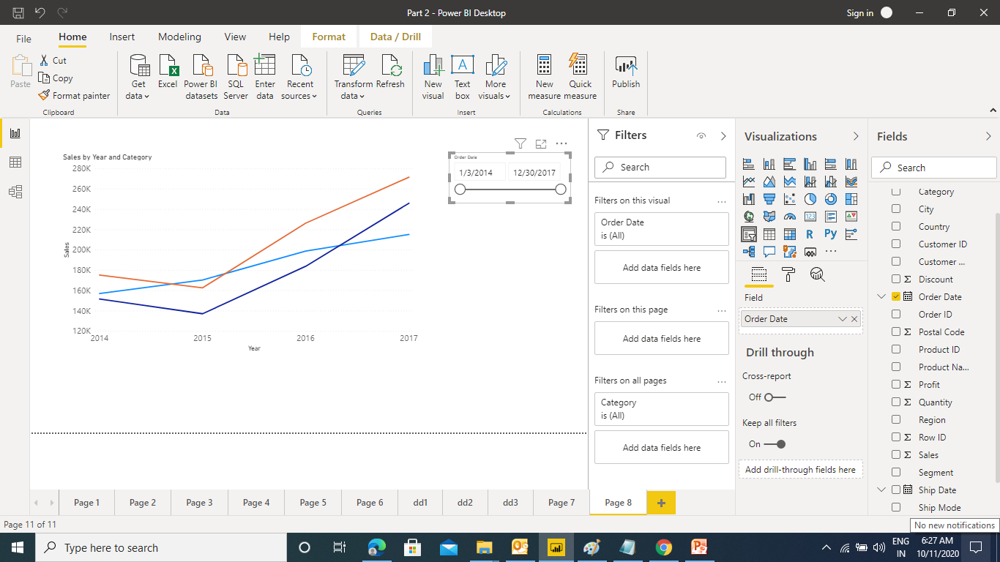 Part 2 - Power BI Desktop
Sign in
File
Home
Insert
Modeling
View
Help
Format
Data / Drill
Paste
Cut
Copy
Format painter
Clipboard
Get data
Excel
Power BI datasets
SQL Server
Enter data
Recent sources
Data
Transform data
Refresh
Queries
New visual
Text box
More visuals
Insert
New measure
Quick measure
Calculations
Publish
Share
Sales by Year and Category
280K
260K
240K
220K
200K
180K
160K
140K
120K
Sales
2014
2015
2016
2017
Year
Order Date
1/3/2014
12/30/2017
Filters
Search
Filters on this visual
Order Date
is (All)
Add data fields here
Filters on this page
Add data fields here
Filters on all pages
Category
is (All)
Add data fields here
Visualizations
R
Py
123
Field
Order Date
Drill through
Cross-report
Off
Keep all filters
On
Add drill-through fields here
Fields
Search
Category
City
Country
Customer ID
Customer ...
Σ Discount
Order Date
Order ID
Σ Postal Code
Product ID
Product Na...
Σ Profit
Σ Quantity
Region
Σ Row ID
Σ Sales
Segment
Ship Date
Ship Mode
Page 1
Page 2
Page 3
Page 4
Page 5
Page 6
dd1
dd2
dd3
Page 7
Page 8
Page 11 of 11
No new notifications
Type here to search
ENG
IN
6:27 AM
10/11/2020